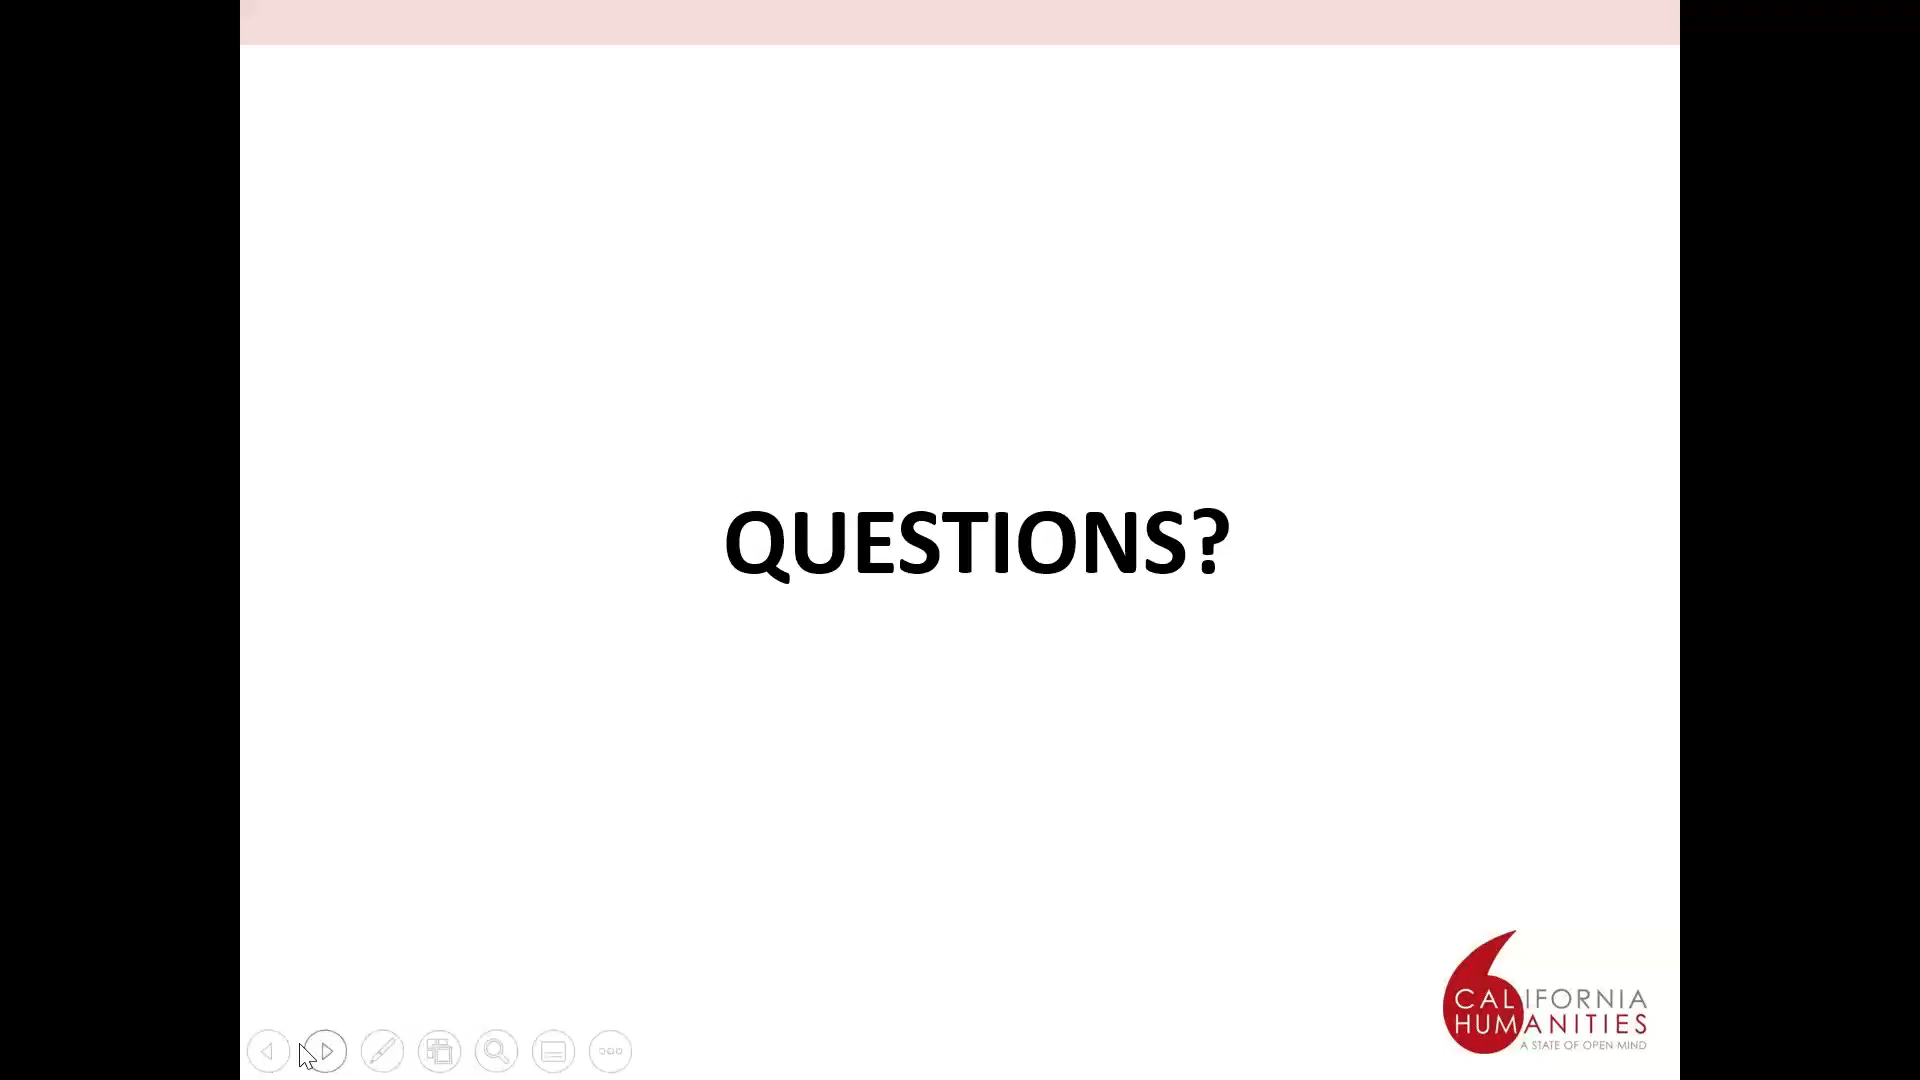 QUESTIONS?
CALIFORNIA
HUMANITIES
A STATE OF OPEN MIND